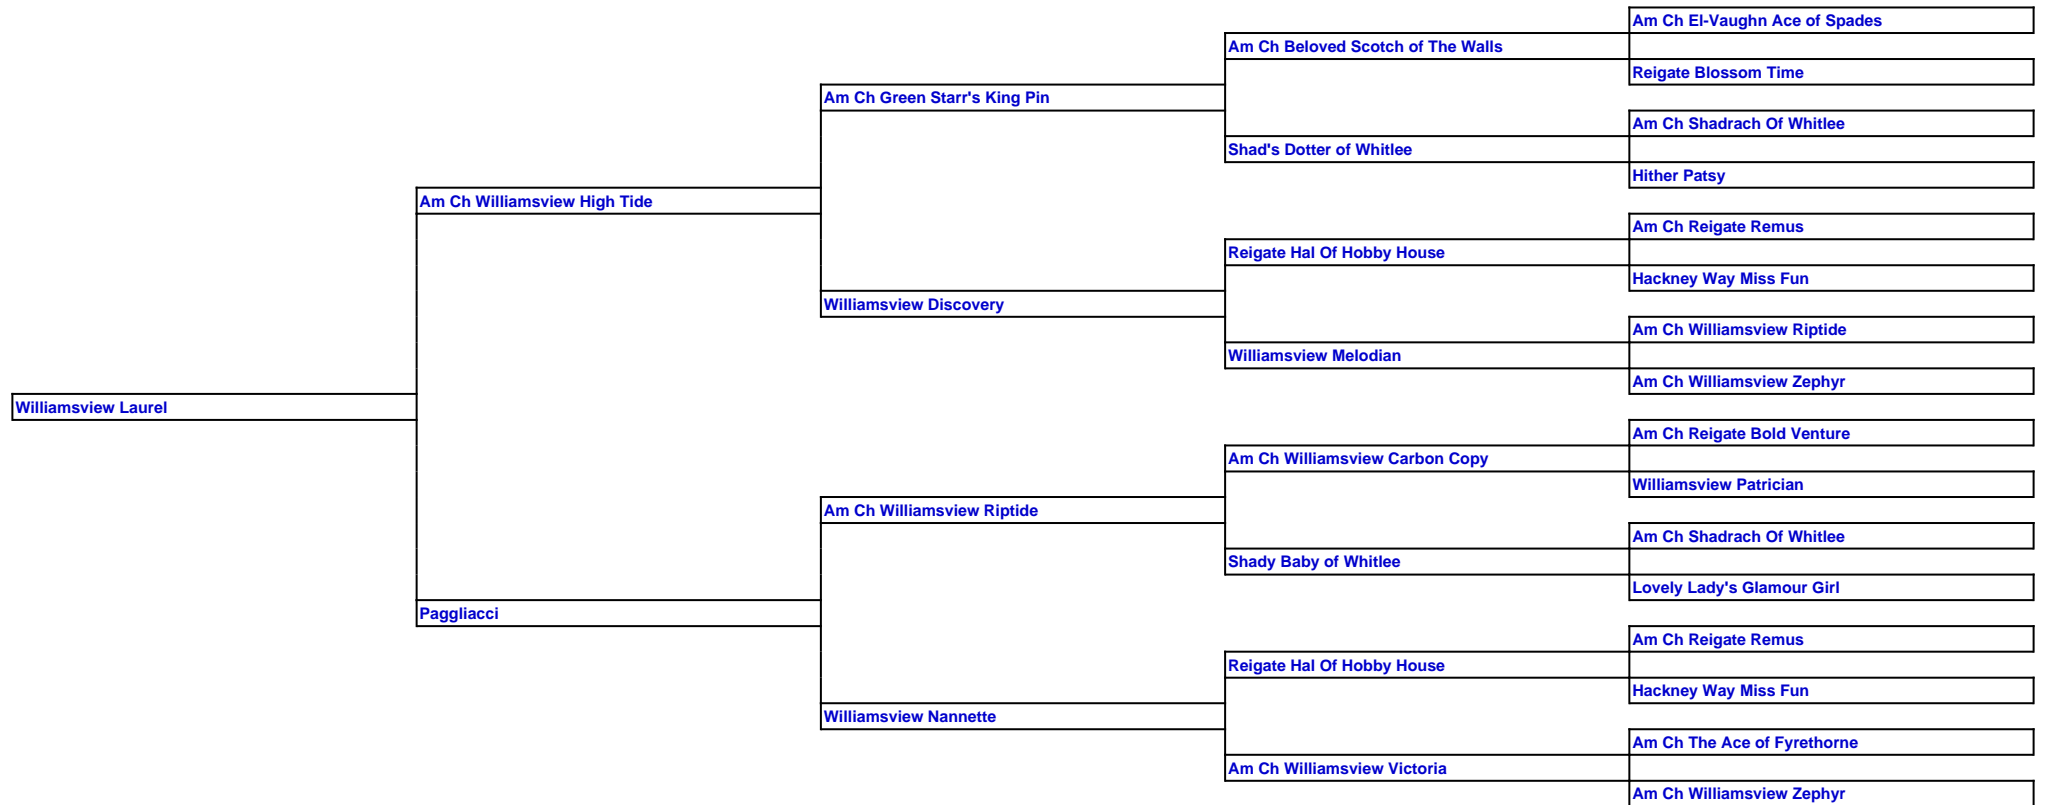 Am Ch El-Vaughn Ace of Spades
Am Ch Beloved Scotch of The Walls
Reigate Blossom Time
Am Ch Green Starr's King Pin
Am Ch Shadrach Of Whitlee
Shad's Dotter of Whitlee
Hither Patsy
Am Ch Williamsview High Tide
Am Ch Reigate Remus
Reigate Hal Of Hobby House
Hackney Way Miss Fun
Williamsview Discovery
Am Ch Williamsview Riptide
Williamsview Melodian
Am Ch Williamsview Zephyr
Williamsview Laurel
Am Ch Reigate Bold Venture
Am Ch Williamsview Carbon Copy
Williamsview Patrician
Am Ch Williamsview Riptide
Am Ch Shadrach Of Whitlee
Shady Baby of Whitlee
Lovely Lady's Glamour Girl
Paggliacci
Am Ch Reigate Remus
Reigate Hal Of Hobby House
Hackney Way Miss Fun
Williamsview Nannette
Am Ch The Ace of Fyrethorne
Am Ch Williamsview Victoria
Am Ch Williamsview Zephyr